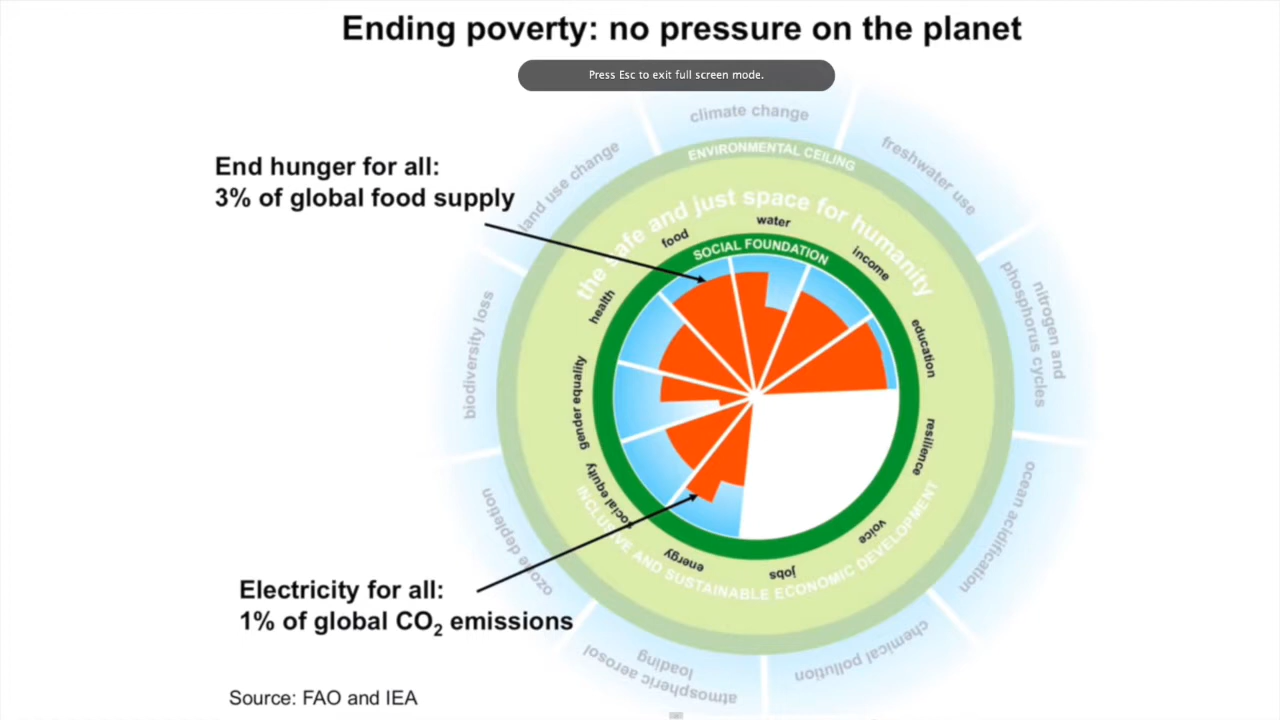 Ending poverty: no pressure on the planet
Press Esc to exit full screen mode.
climate change
freshwater use
nitrogen and
phosphorus cycles
ocean acidification
chemical pollution
atmospheric aerosol
loading
ozone depletion
biodiversity loss
land use change
ENVIRONMENTAL CEILING
the safe and just space for humanity
water
income
education
resilience
voice
jobs
energy
social equity
gender equality
health
food
SOCIAL FOUNDATION
INCLUSIVE AND SUSTAINABLE ECONOMIC DEVELOPMENT
End hunger for all:
3% of global food supply
Electricity for all:
1% of global CO₂ emissions
Source: FAO and IEA